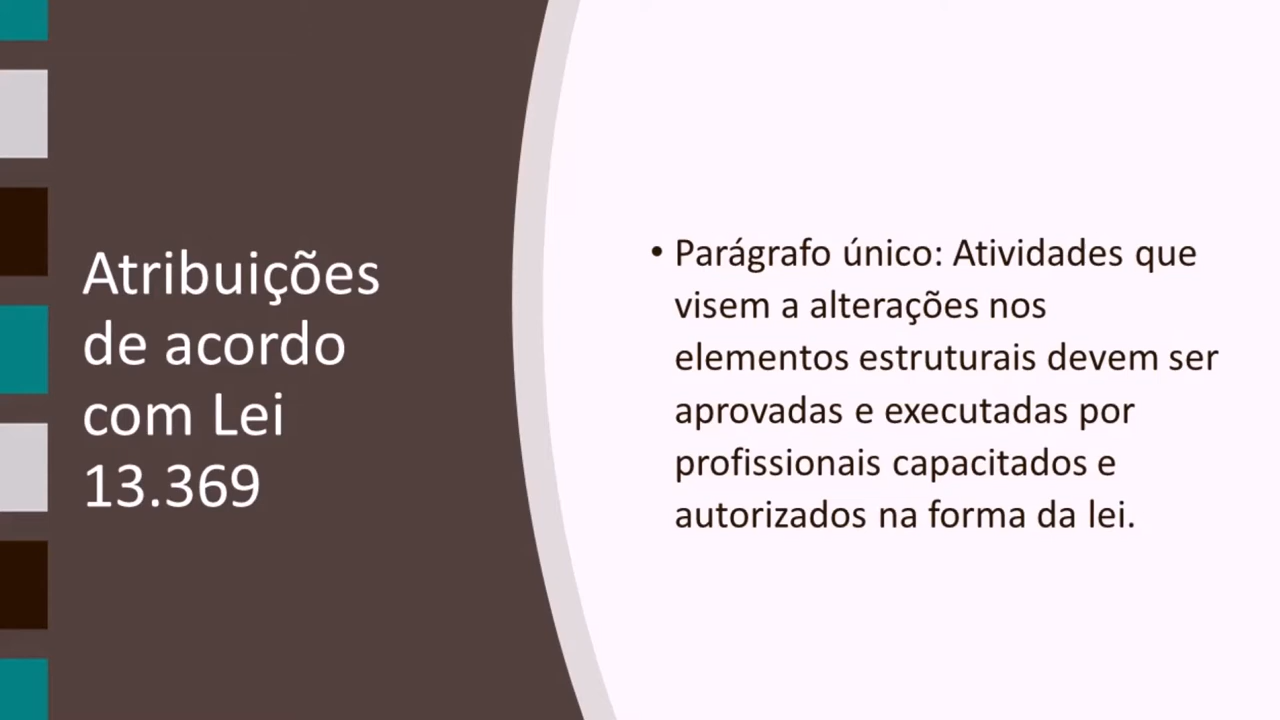 Atribuições
de acordo
com Lei
13.369
• Parágrafo único: Atividades que
visem a alterações nos
elementos estruturais devem ser
aprovadas e executadas por
profissionais capacitados e
autorizados na forma da lei.